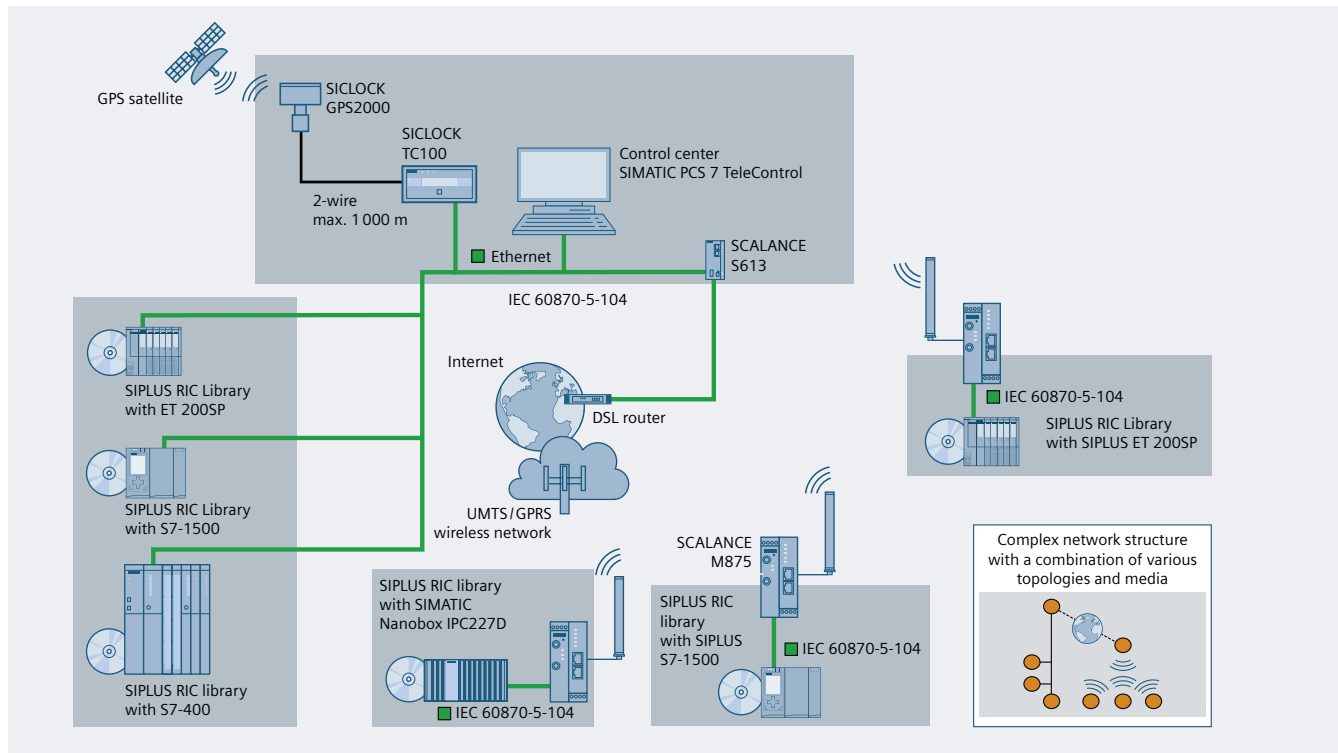 GPS satellite
SICLOCK
GPS2000
SICLOCK
TC100
2-wire
max. 1 000 m
Control center
SIMATIC PCS 7 TeleControl
Ethernet
SCALANCE
S613
IEC 60870-5-104
SIPLUS RIC Library
with ET 200SP
SIPLUS RIC Library
with S7-1500
SIPLUS RIC library
with S7-400
Internet
DSL router
UMTS/GPRS
wireless network
IEC 60870-5-104
SIPLUS RIC Library
with SIPLUS ET 200SP
SIPLUS RIC library
with SIMATIC
Nanobox IPC227D
IEC 60870-5-104
SCALANCE
M875
SIPLUS RIC
library
with SIPLUS
S7-1500
IEC 60870-5-104
Complex network structure
with a combination of various
topologies and media